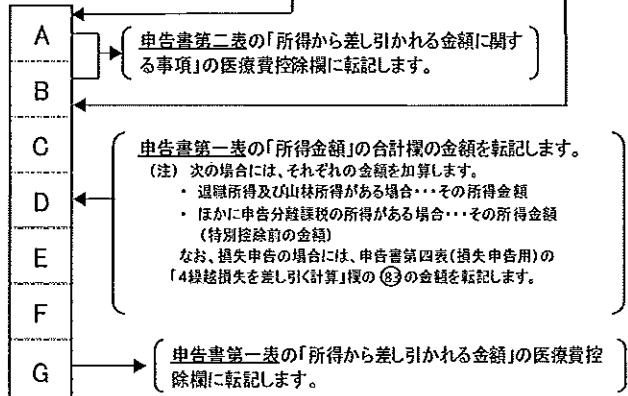 A
申告書第二表の「所得から差し引かれる金額に関す
る事項」の医療費控除欄に転記します。
B
C
申告書第一表の「所得金額」の合計欄の金額を転記します。
(注) 次の場合には、それぞれの金額を加算します。
・ 退職所得及び山林所得がある場合・・・その所得金額
D
・ ほかに申告分離課税の所得がある場合・・・その所得金額
(特別控除前の金額)
E
なお、損失申告の場合には、申告書第四表(損失申告用)の
「4繰越損失を差し引く計算」欄の㊳の金額を転記します。
F
申告書第一表の「所得から差し引かれる金額」の医療費控
G
除欄に転記します。